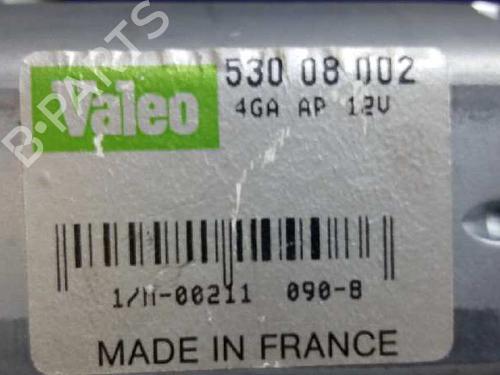 Valeo
530 08 002
4GA AP 12V
1/M-00211 090-8
MADE IN FRANCE
B-PARTS